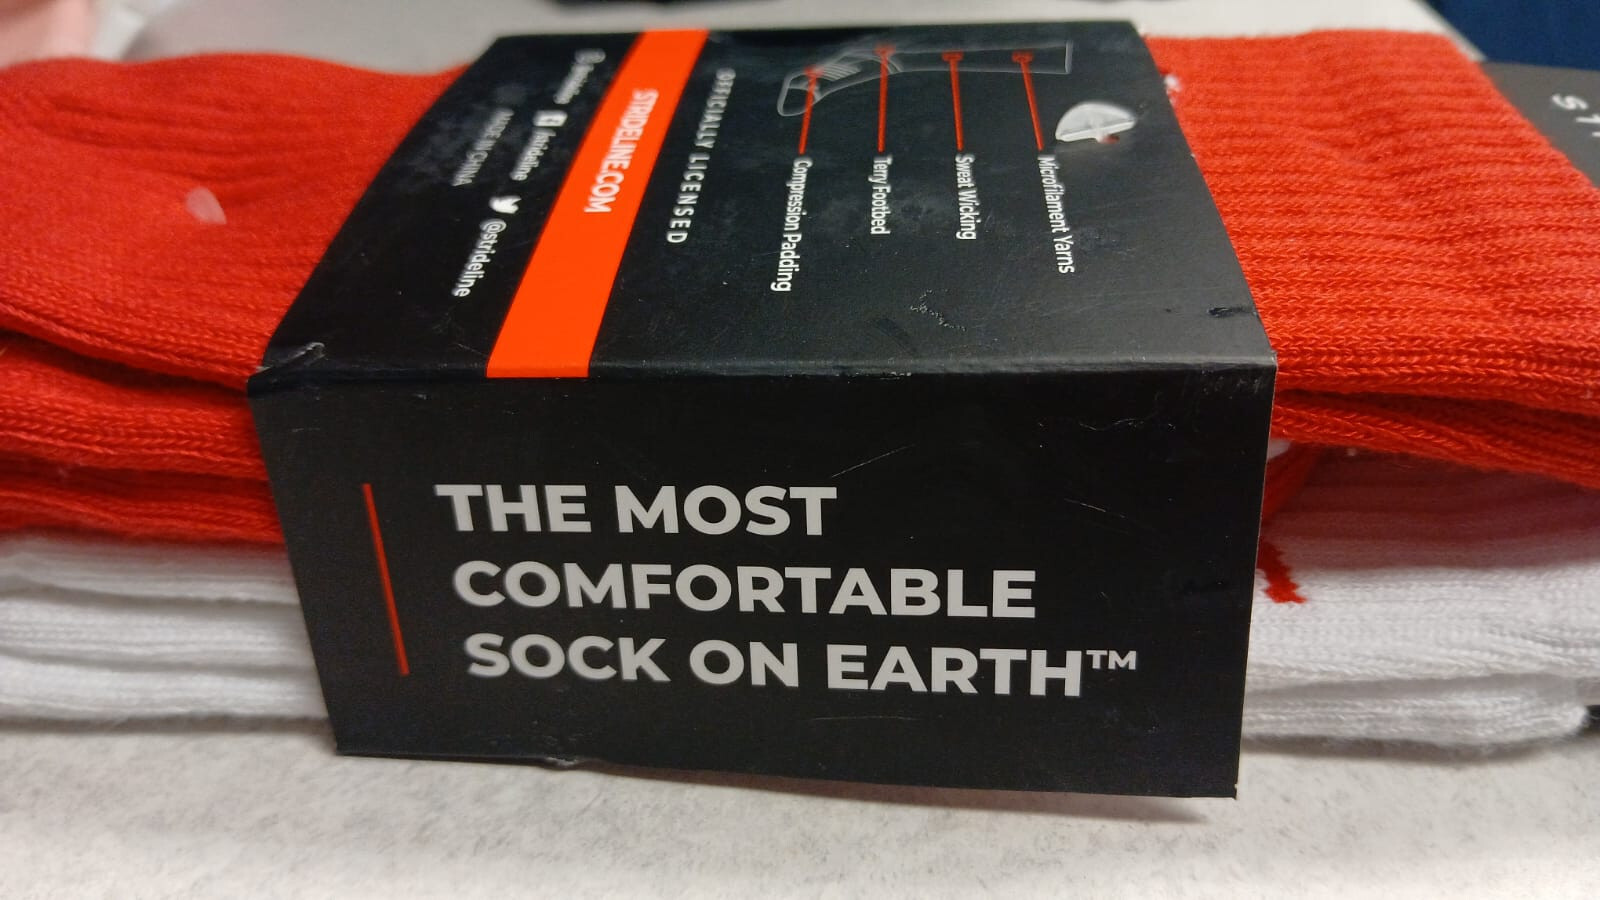 Microfilament Yarns
Sweat Wicking
Terry Footbed
Compression Padding
OFFICIALLY LICENSED
STRIDELINE.COM
/strideline
@strideline
MADE IN CHINA
THE MOST
COMFORTABLE
SOCK ON EARTH™